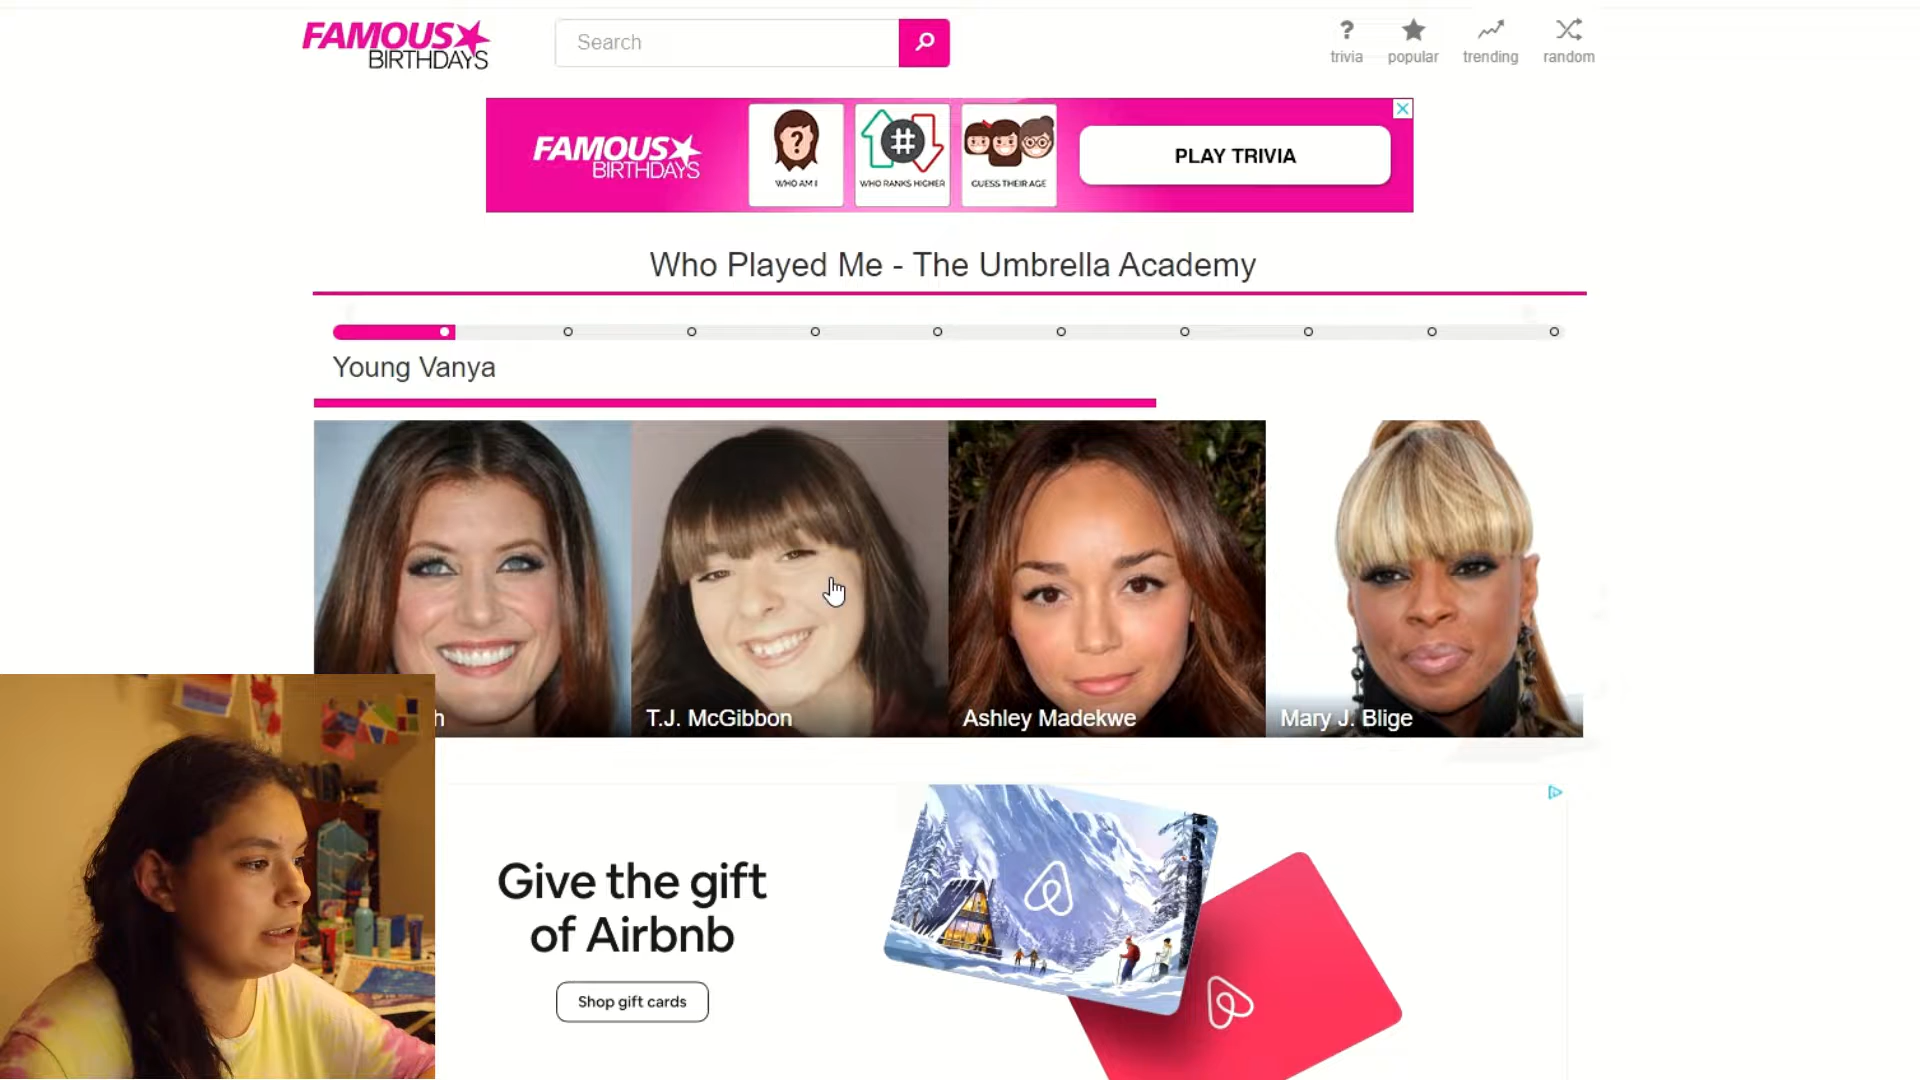 FAMOUS
BIRTHDAYS
Search
trivia
popular
trending
random
FAMOUS
BIRTHDAYS
?
WHO AM I
#
WHO RANKS HIGHER
GUESS THEIR AGE
PLAY TRIVIA
Who Played Me - The Umbrella Academy
Young Vanya
h
T.J. McGibbon
Ashley Madekwe
Mary J. Blige
Give the gift
of Airbnb
Shop gift cards